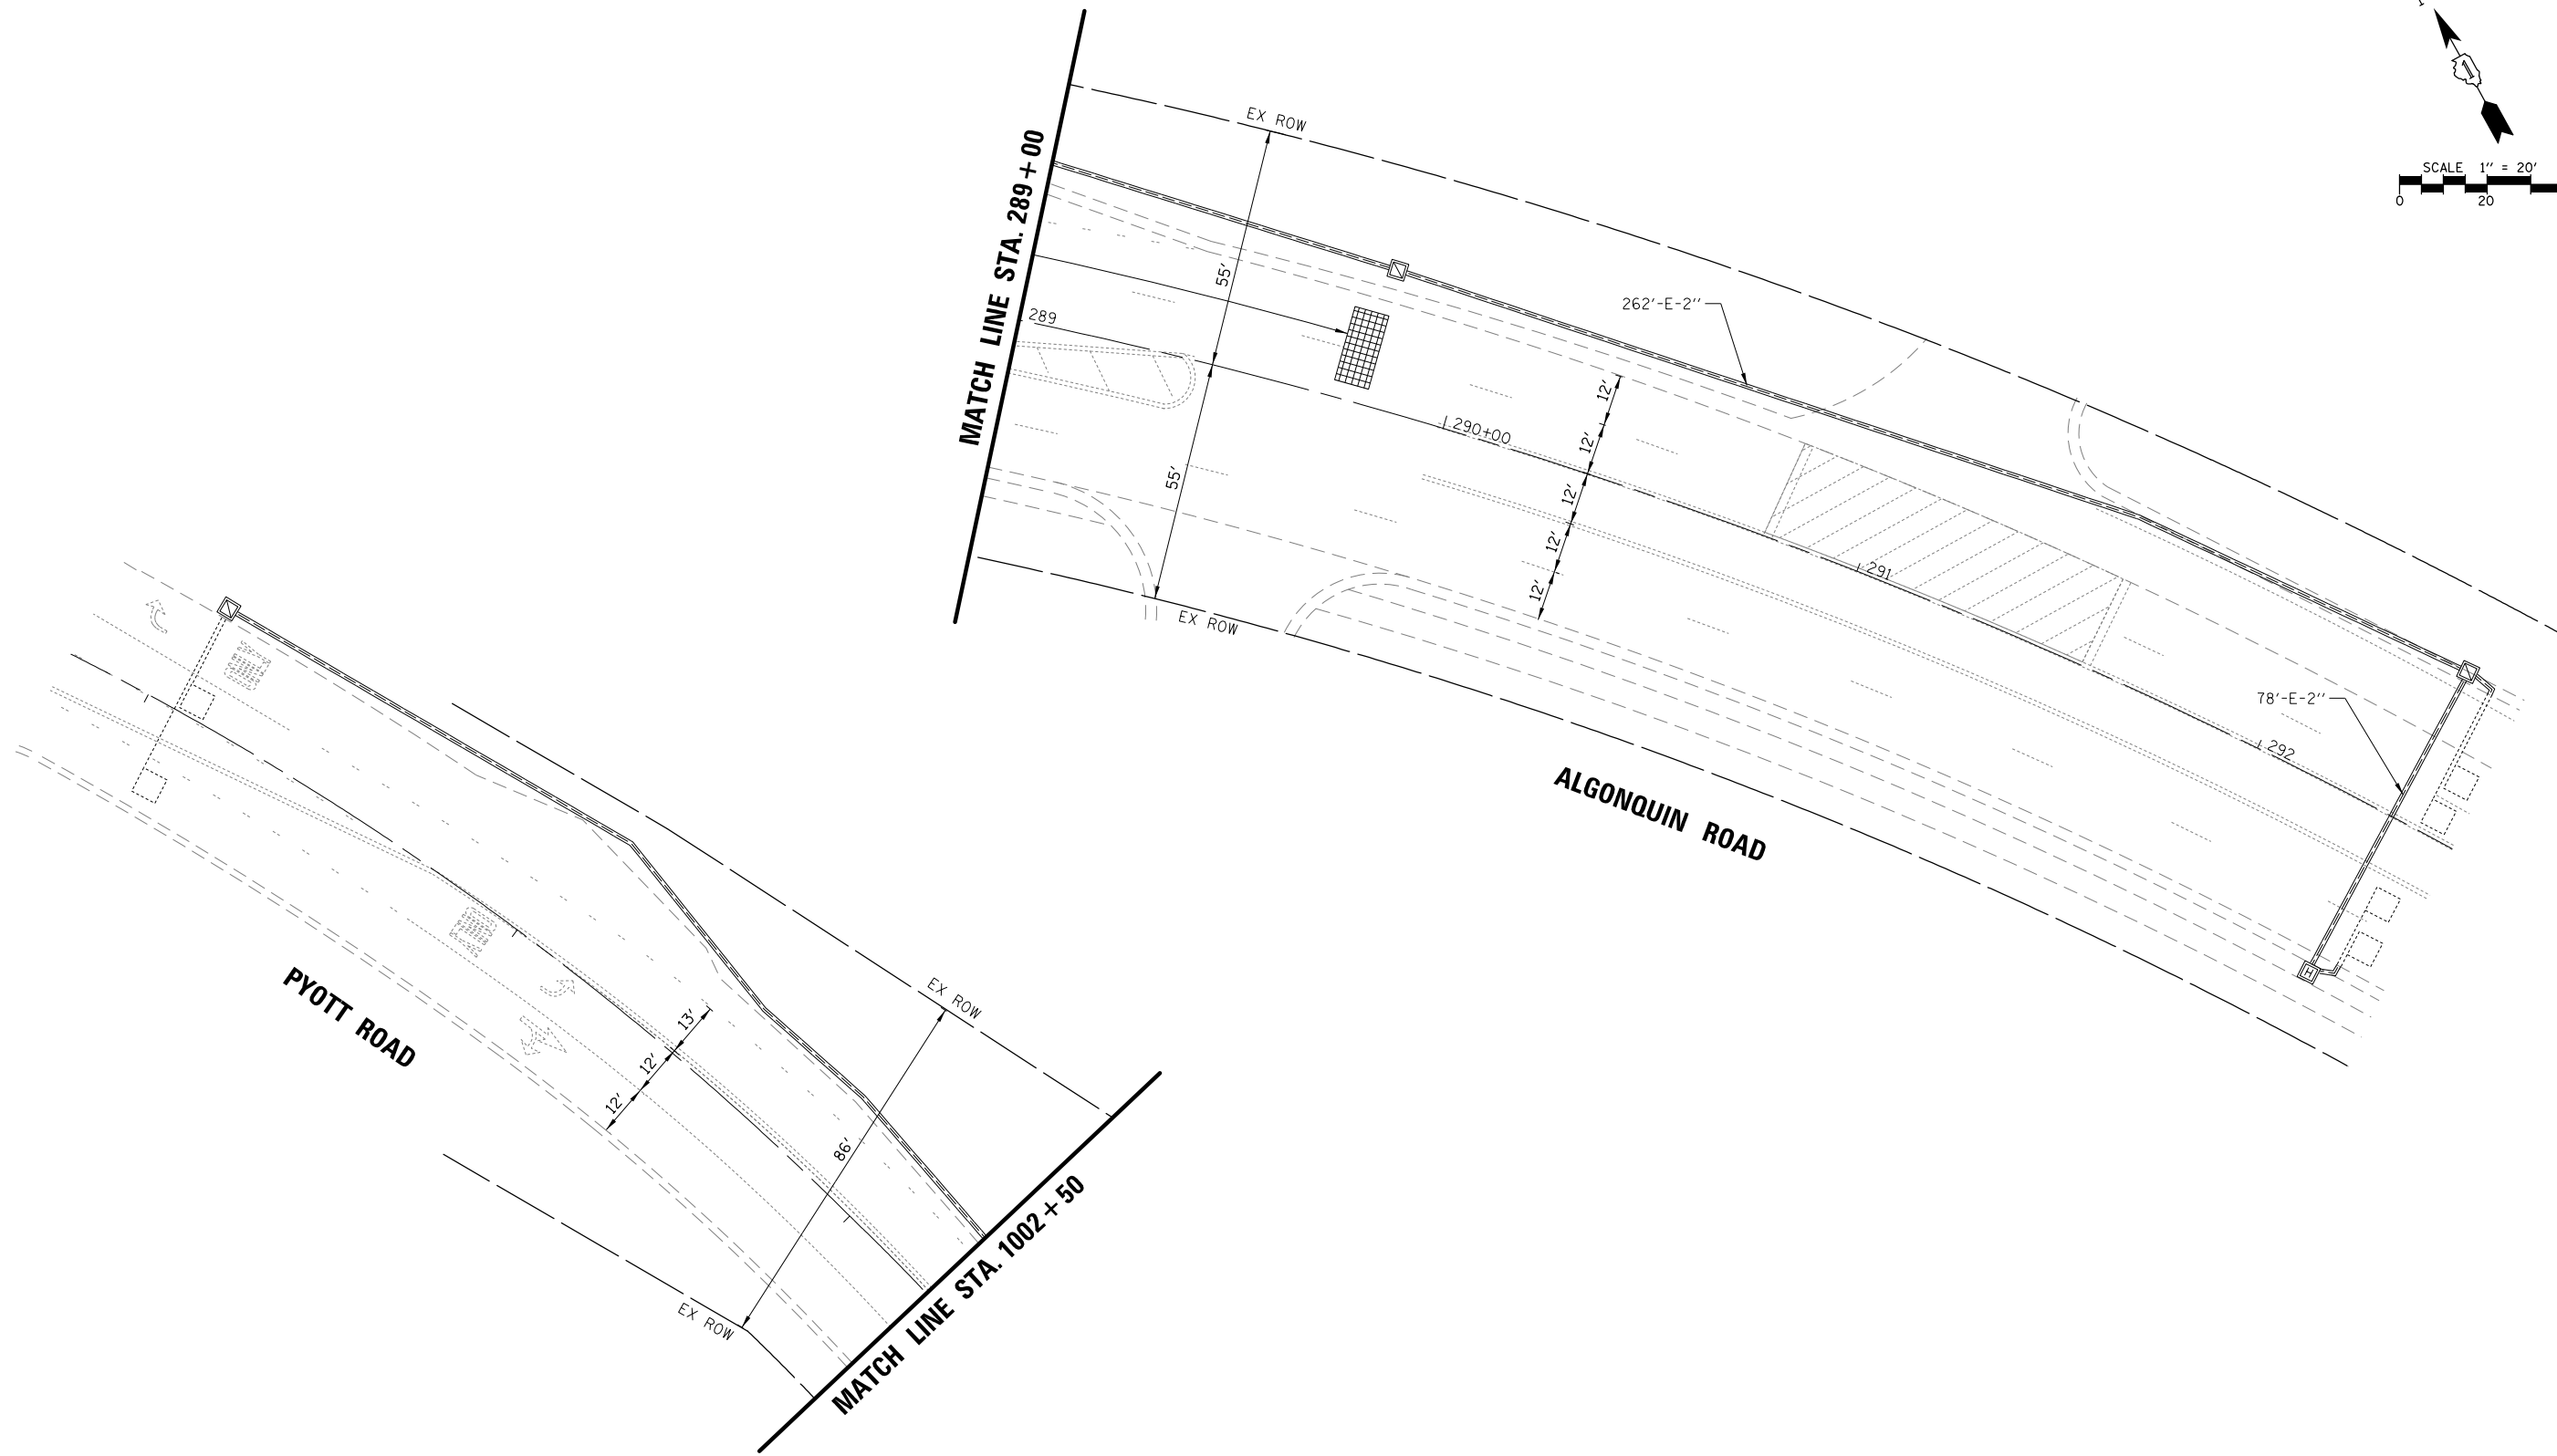 SCALE 1'' = 20'
0 20
MATCH LINE STA. 289+00
EX ROW
55'
55'
EX ROW
289
290+00
291
292
262'-E-2''
12'
12'
12'
12'
12'
78'-E-2''
H
ALGONQUIN ROAD
PYOTT ROAD
13'
12'
12'
EX ROW
86'
EX ROW
MATCH LINE STA. 1002+50